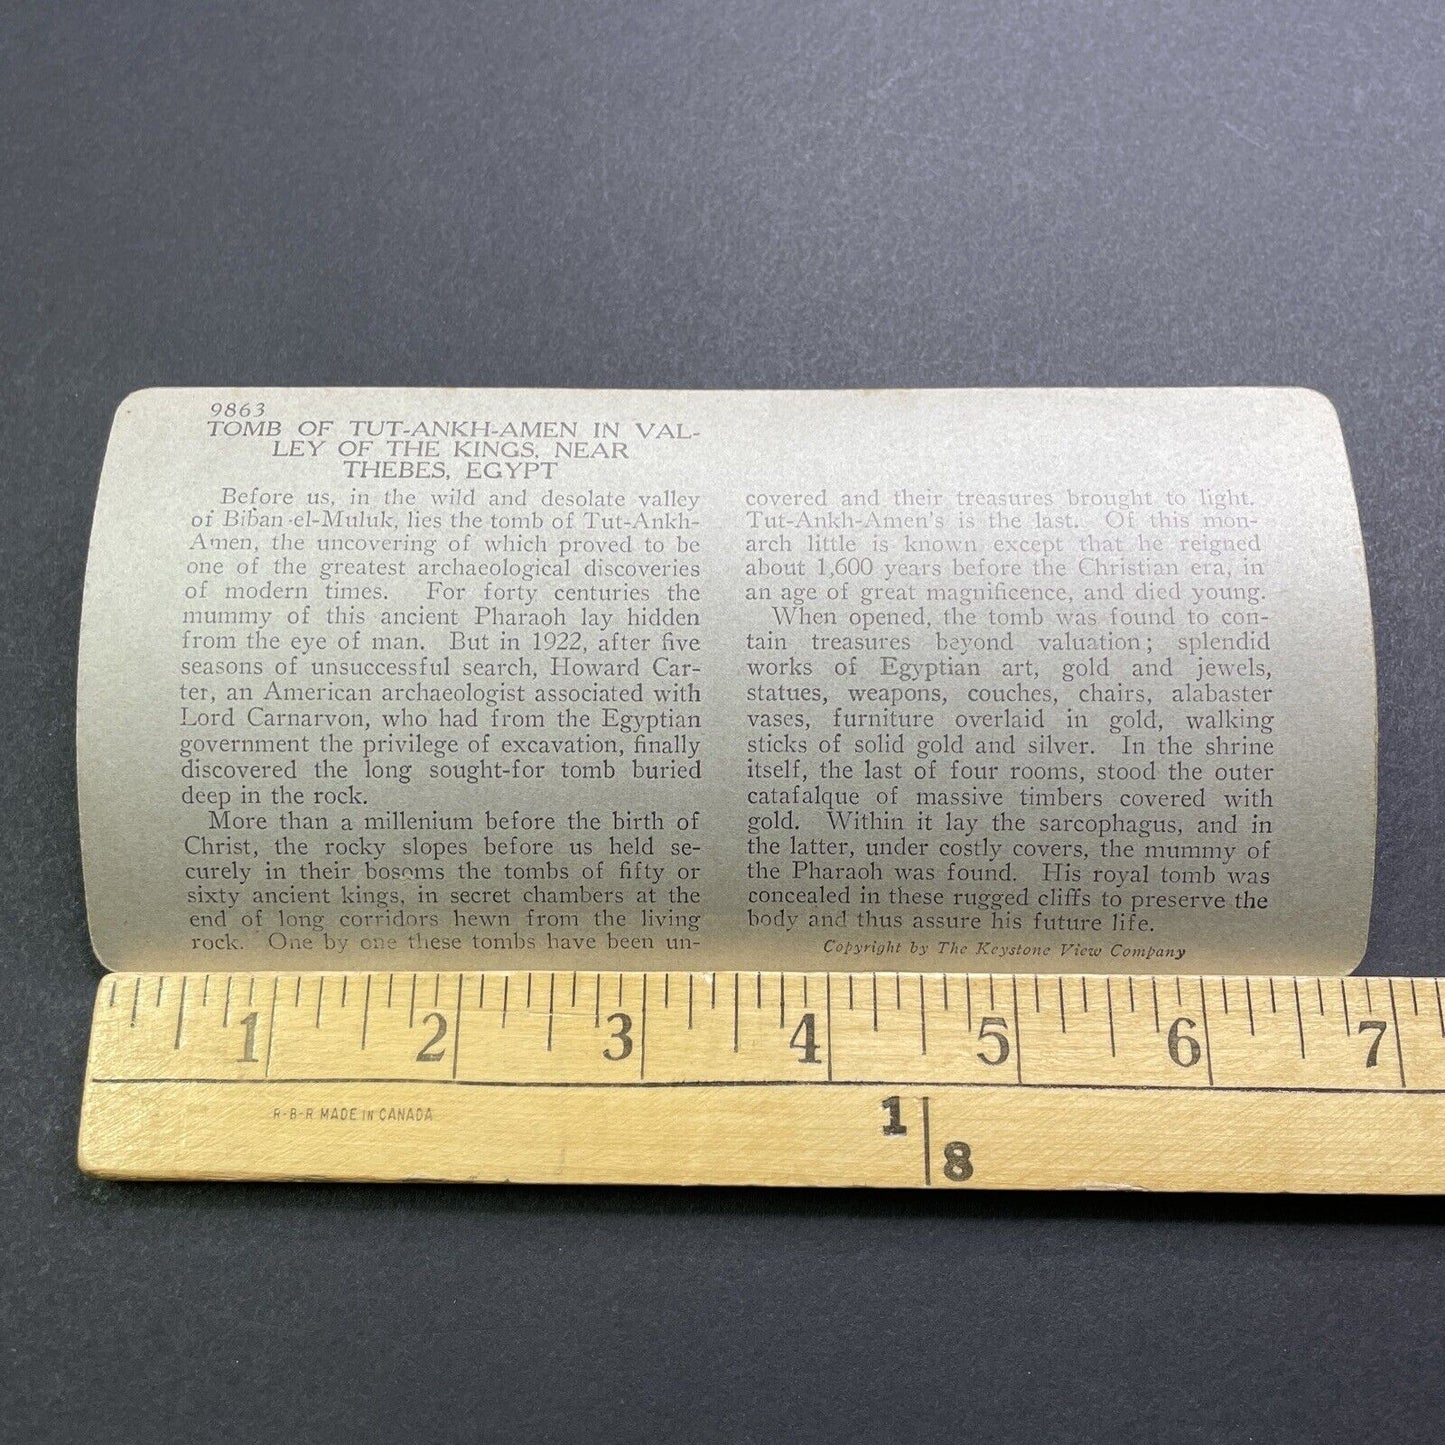 9863
TOMB OF TUT-ANKH-AMEN IN VAL-
LEY OF THE KINGS, NEAR
THEBES, EGYPT
Before us, in the wild and desolate valley
of Biban-el-Muluk, lies the tomb of Tut-Ankh-
Amen, the uncovering of which proved to be
one of the greatest archaeological discoveries
of modern times. For forty centuries the
mummy of this ancient Pharaoh lay hidden
from the eye of man. But in 1922, after five
seasons of unsuccessful search, Howard Car-
ter, an American archaeologist associated with
Lord Carnarvon, who had from the Egyptian
government the privilege of excavation, finally
discovered the long sought-for tomb buried
deep in the rock.
More than a millenium before the birth of
Christ, the rocky slopes before us held se-
curely in their bosoms the tombs of fifty or
sixty ancient kings, in secret chambers at the
end of long corridors hewn from the living
rock. One by one these tombs have been un-
covered and their treasures brought to light.
Tut-Ankh-Amen's is the last. Of this mon-
arch little is known except that he reigned
about 1,600 years before the Christian era, in
an age of great magnificence, and died young.
When opened, the tomb was found to con-
tain treasures beyond valuation; splendid
works of Egyptian art, gold and jewels,
statues, weapons, couches, chairs, alabaster
vases, furniture overlaid in gold, walking
sticks of solid gold and silver. In the shrine
itself, the last of four rooms, stood the outer
catafalque of massive timbers covered with
gold. Within it lay the sarcophagus, and in
the latter, under costly covers, the mummy of
the Pharaoh was found. His royal tomb was
concealed in these rugged cliffs to preserve the
body and thus assure his future life.
Copyright by The Keystone View Company
1 2 3 4 5 6 7
R-B-R MADE IN CANADA
1
8